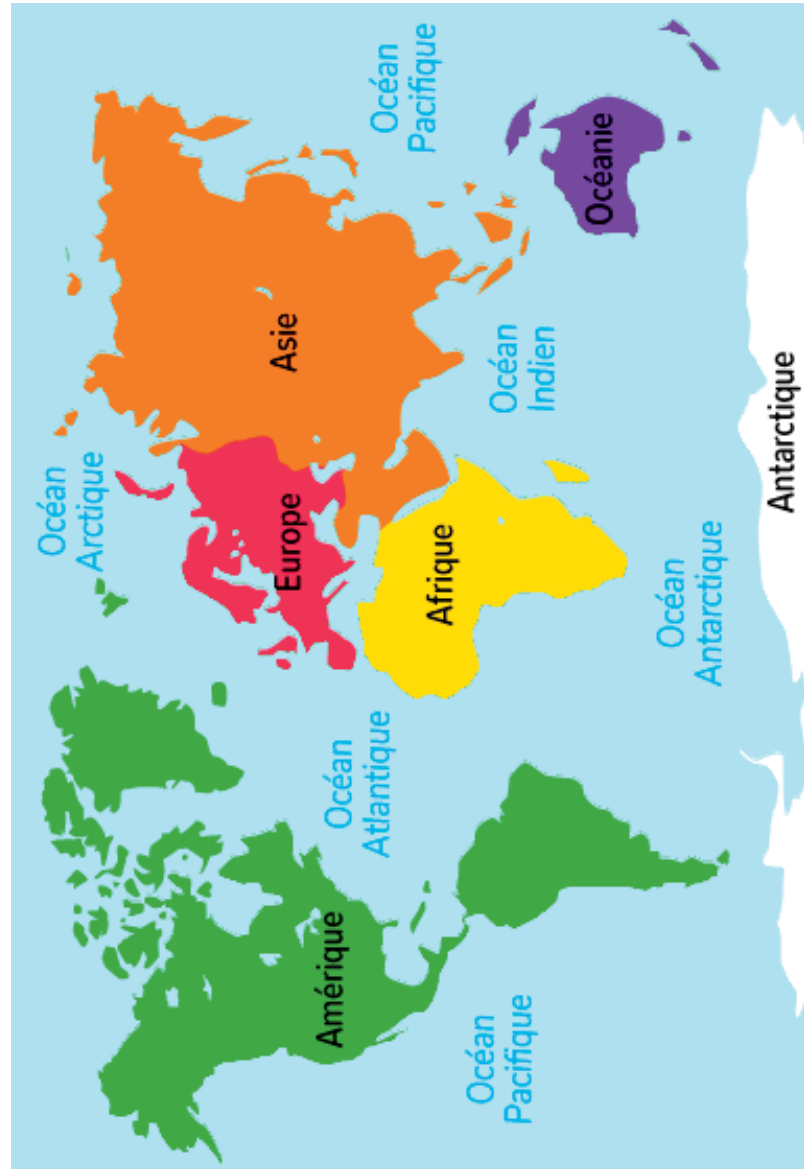 Océan
Arctique
Europe
Asie
Océan
Pacifique
Amérique
Océan
Atlantique
Afrique
Océan
Indien
Océan
Pacifique
Océanie
Océan
Antarctique
Antarctique